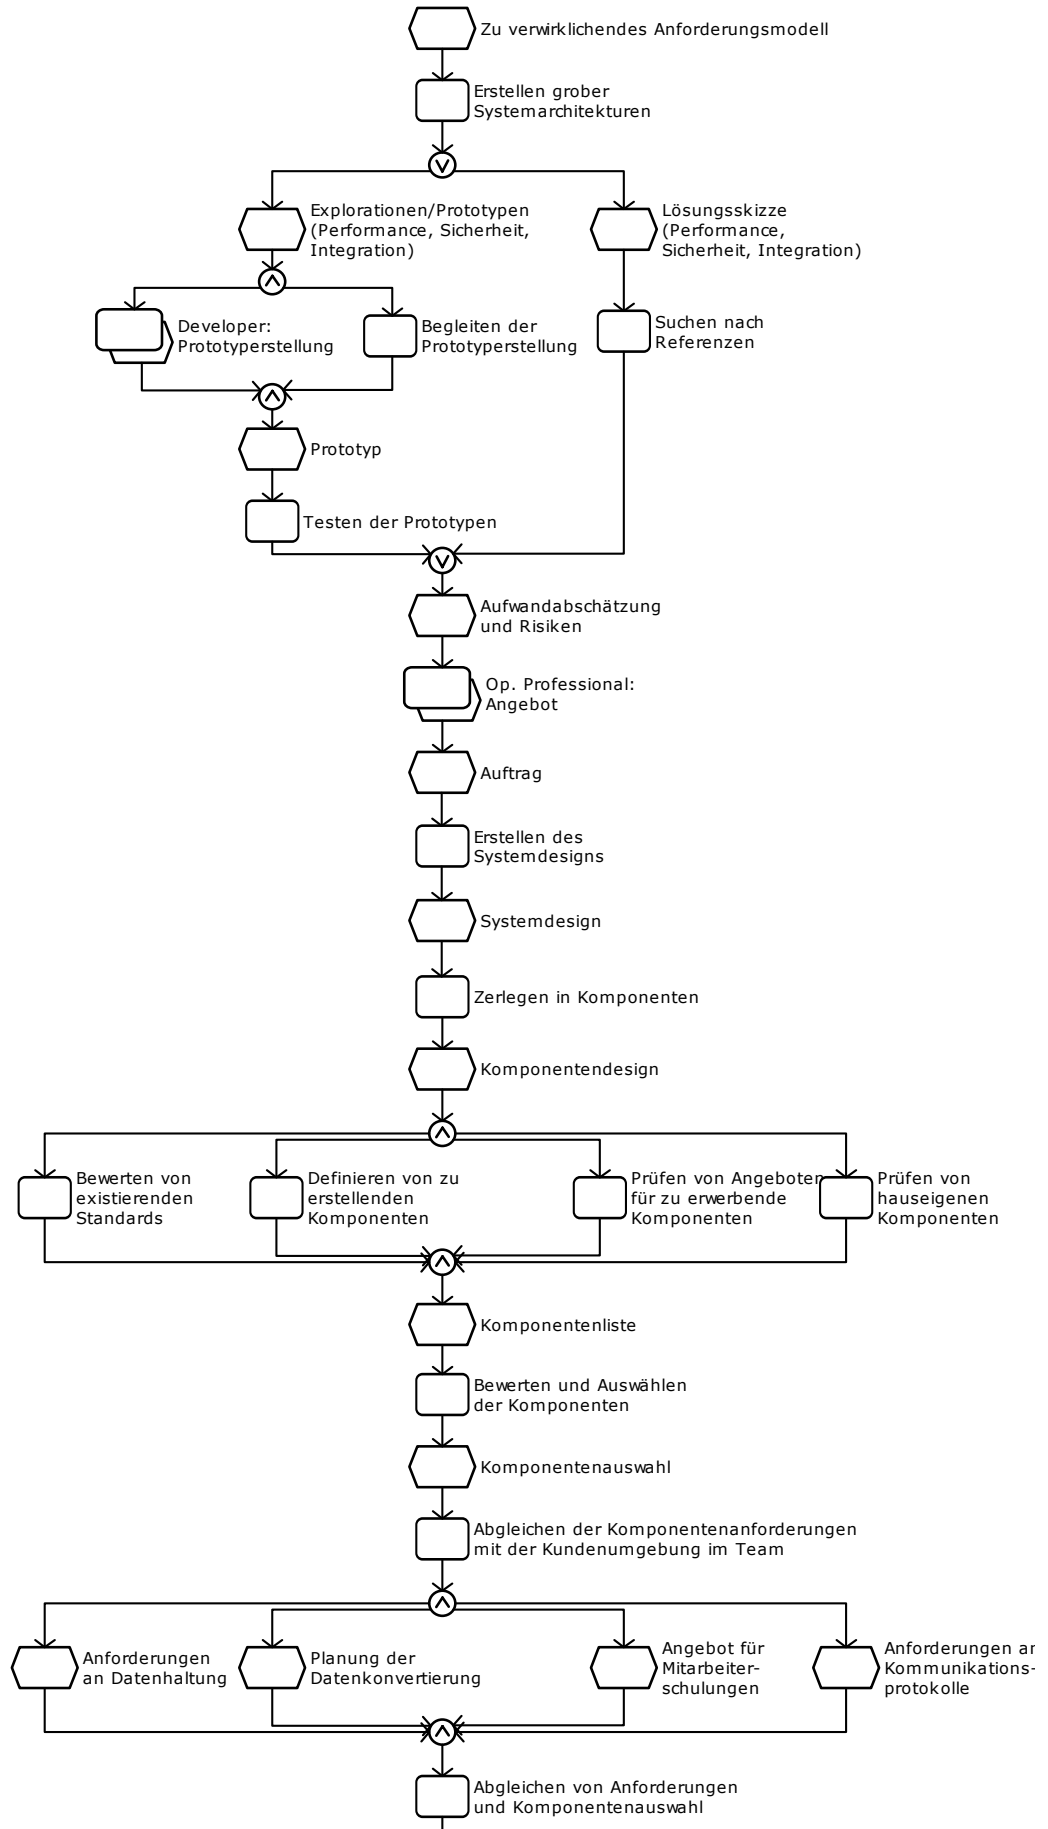 Zu verwirklichendes Anforderungsmodell
Erstellen grober
Systemarchitekturen
Explorationen/Prototypen
(Performance, Sicherheit,
Integration)
Lösungsskizze
(Performance,
Sicherheit, Integration)
Developer:
Prototyperstellung
Begleiten der
Prototyperstellung
Suchen nach
Referenzen
Prototyp
Testen der Prototypen
Aufwandabschätzung
und Risiken
Op. Professional:
Angebot
Auftrag
Erstellen des
Systemdesigns
Systemdesign
Zerlegen in Komponenten
Komponentendesign
Bewerten von
existierenden
Standards
Definieren von zu
erstellenden
Komponenten
Prüfen von Angeboten
für zu erwerbende
Komponenten
Prüfen von
hauseigenen
Komponenten
Komponentenliste
Bewerten und Auswählen
der Komponenten
Komponentenauswahl
Abgleichen der Komponentenanforderungen
mit der Kundenumgebung im Team
Anforderungen
an Datenhaltung
Planung der
Datenkonvertierung
Angebot für
Mitarbeiter-
schulungen
Anforderungen
Kommunikations-
protokolle
Abgleichen von Anforderungen
und Komponentenauswahl